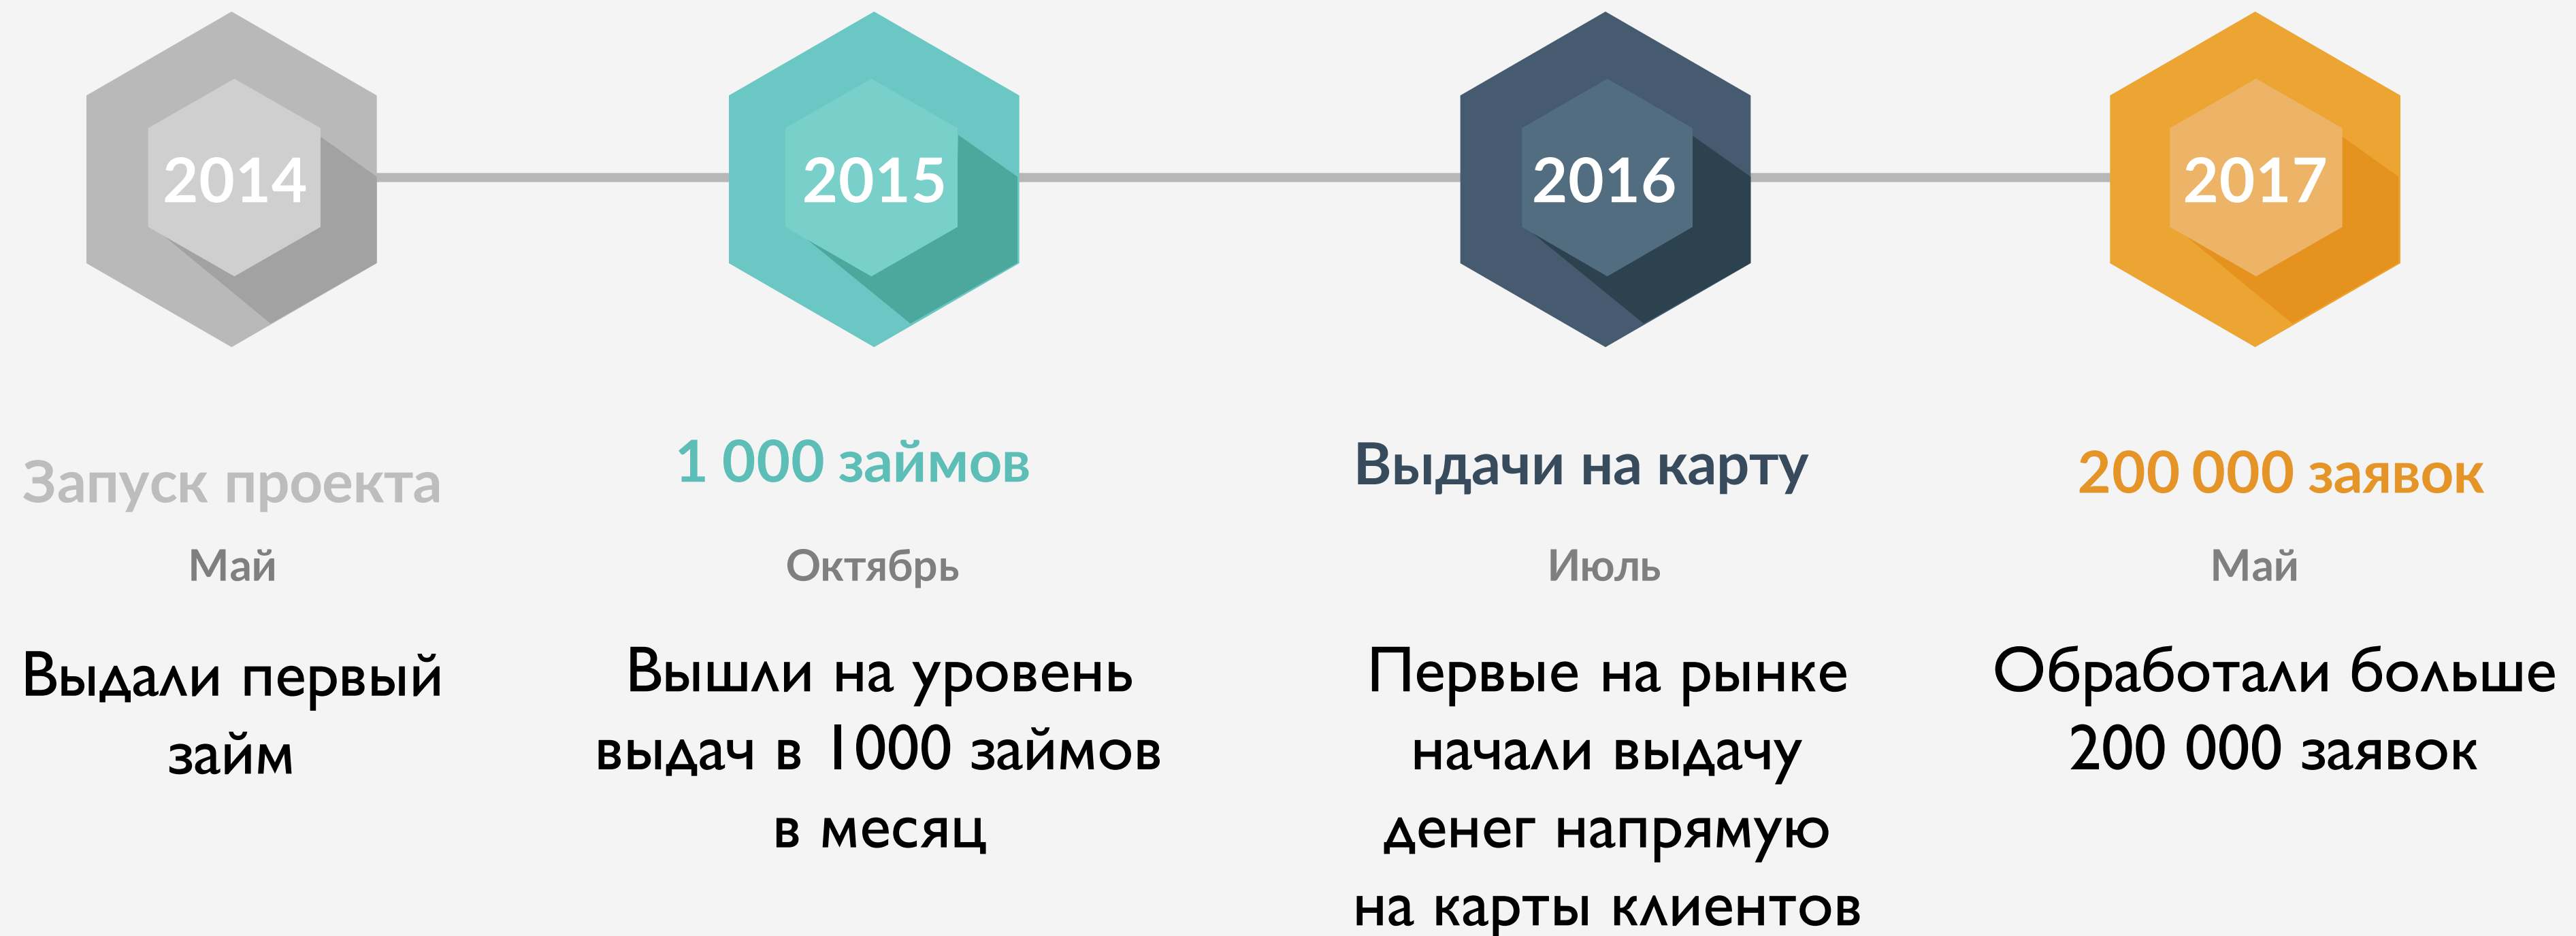 2014
2015
2016
2017
Запуск проекта
Май
Выдали первый
займ
1 000 займов
Октябрь
Вышли на уровень
выдач в 1000 займов
в месяц
Выдачи на карту
Июль
Первые на рынке
начали выдачу
денег напрямую
на карты клиентов
200 000 заявок
Май
Обработали больше
200 000 заявок